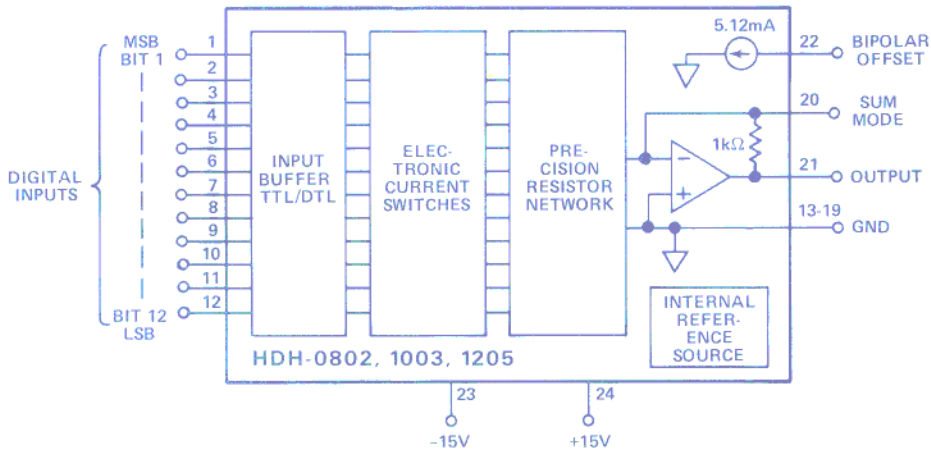 MSB
BIT 1
1
2
3
4
5
6
7
8
9
10
11
12
DIGITAL
INPUTS
BIT 12
LSB
INPUT
BUFFER
TTL/DTL
ELEC-
TRONIC
CURRENT
SWITCHES
PRE-
CISION
RESISTOR
NETWORK
5.12mA
22
BIPOLAR
OFFSET
20
SUM
MODE
1kΩ
−
+
21
OUTPUT
13-19
GND
INTERNAL
REFER-
ENCE
SOURCE
HDH-0802, 1003, 1205
23
-15V
24
+15V